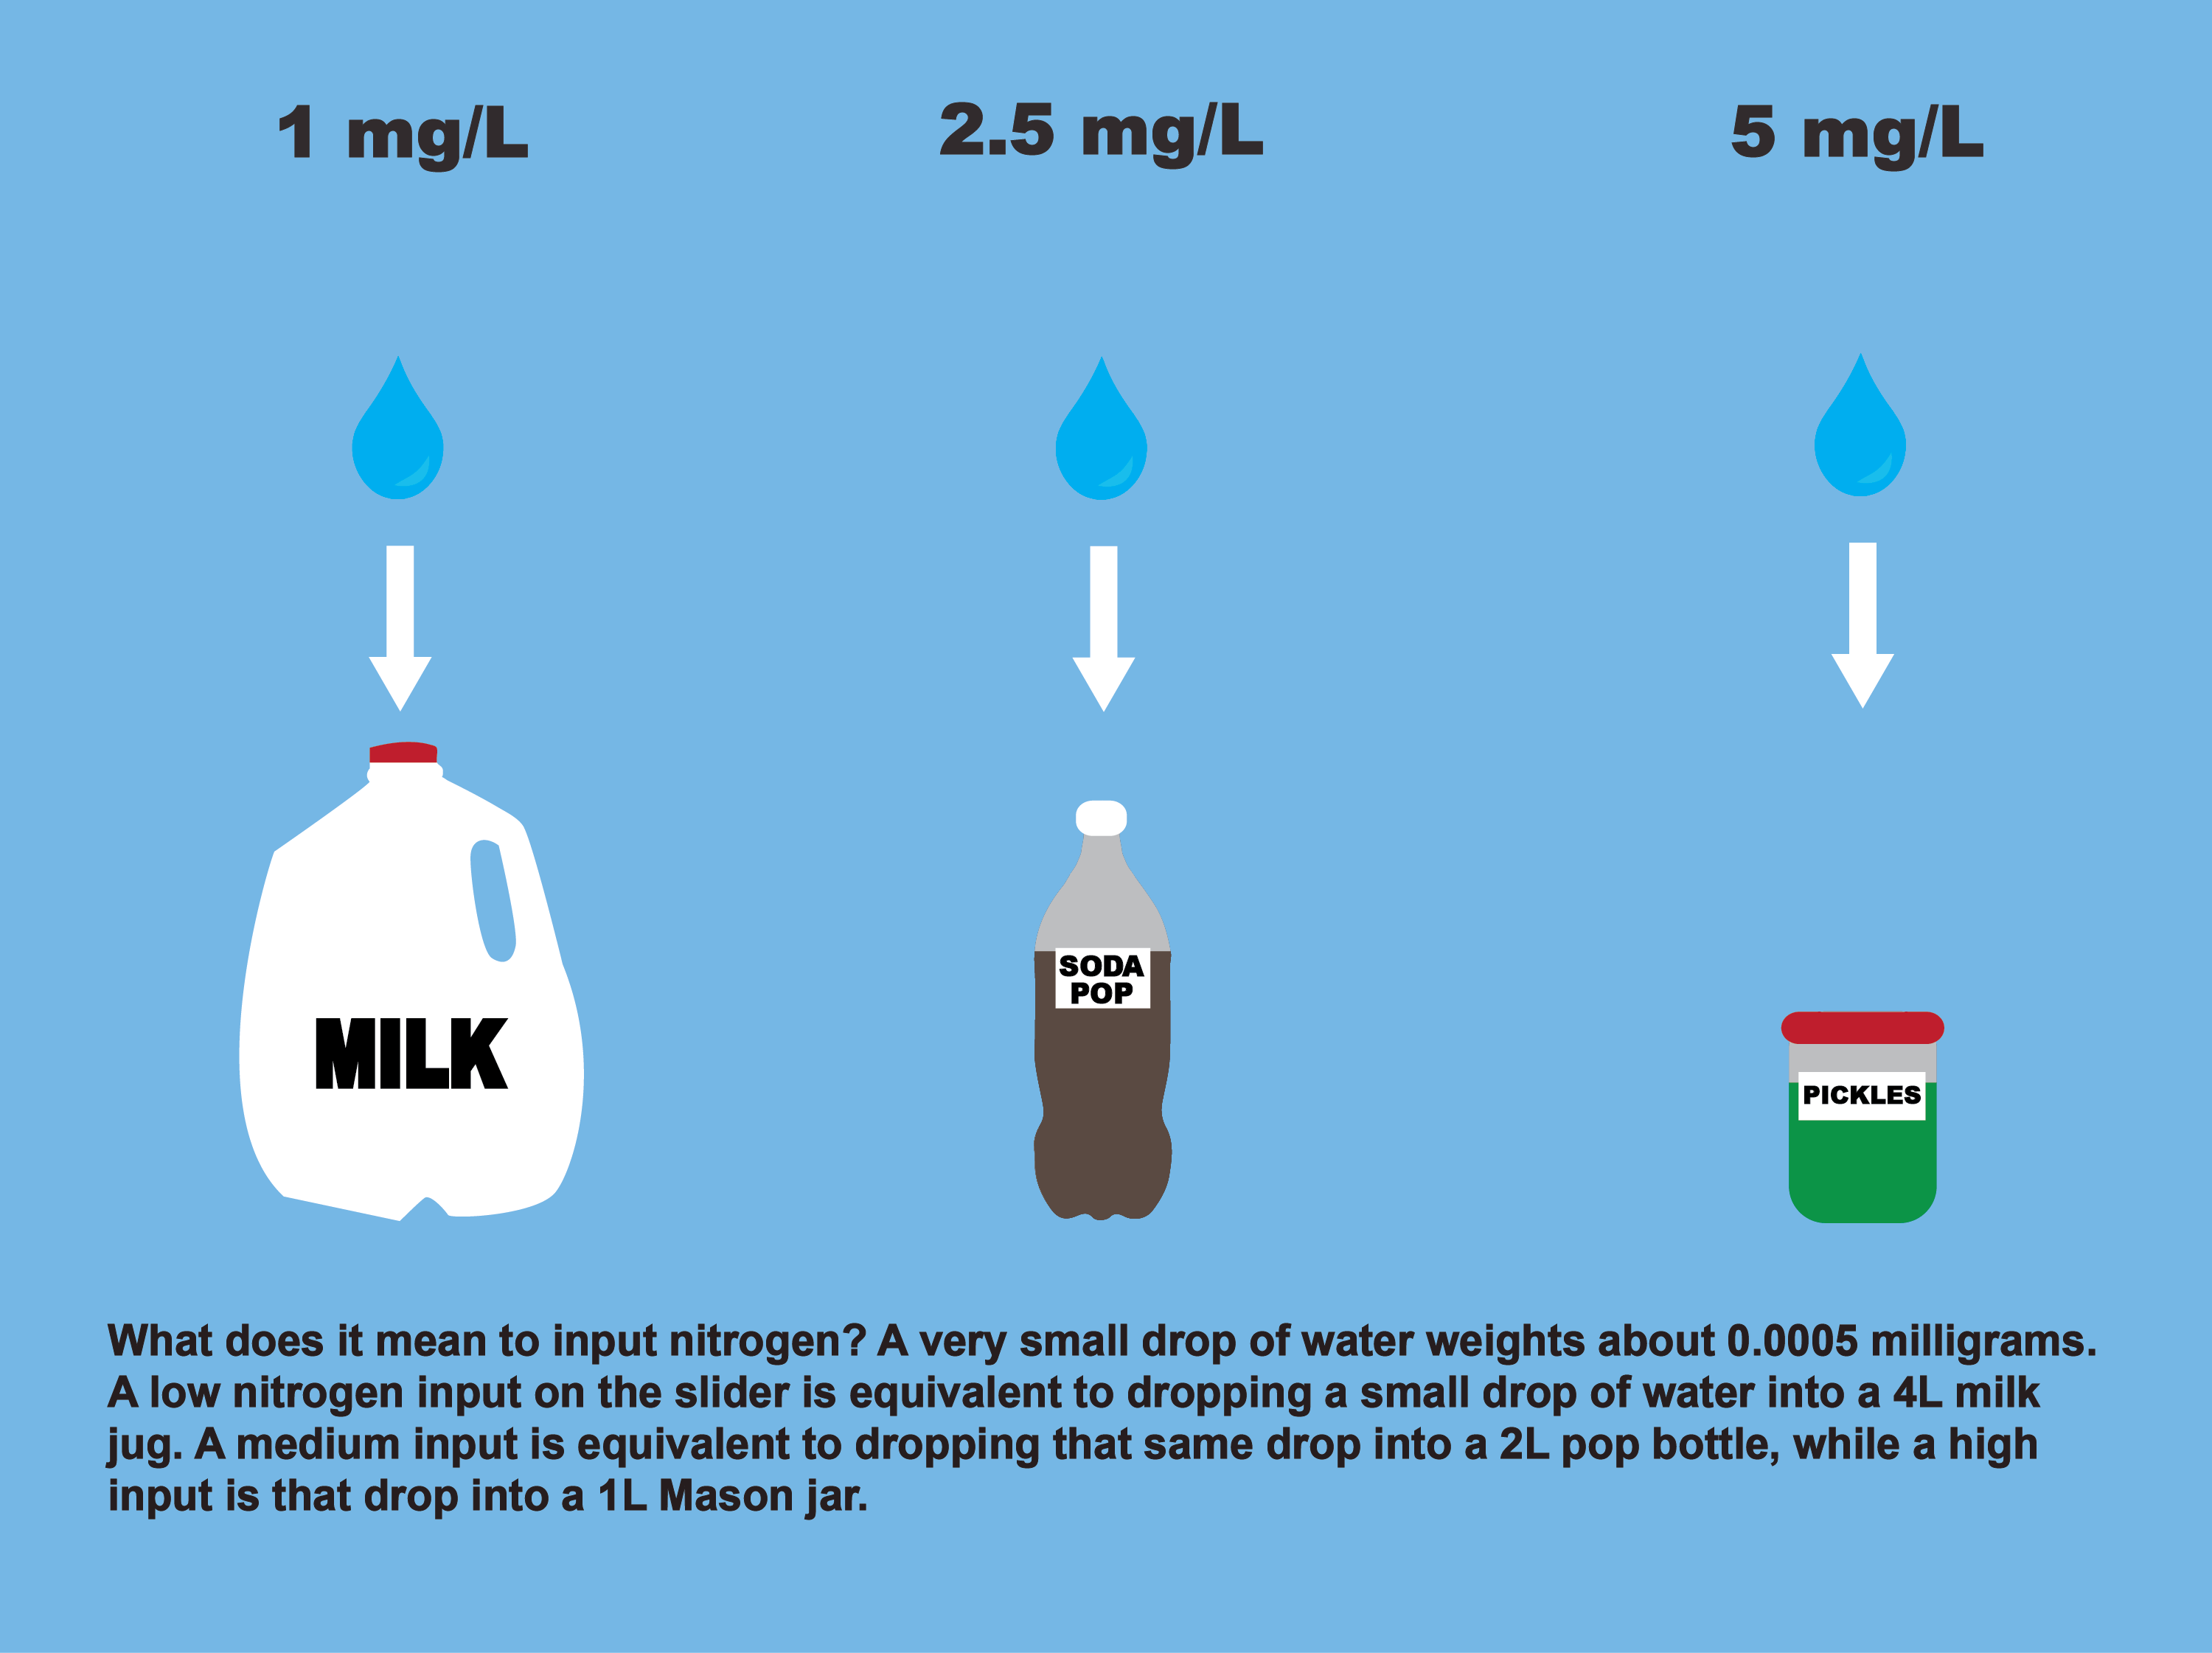 1 mg/L
2.5 mg/L
5 mg/L
MILK
SODA
POP
PICKLES
What does it mean to input nitrogen? A very small drop of water weights about 0.0005 milligrams.
A low nitrogen input on the slider is equivalent to dropping a small drop of water into a 4L milk
jug. A medium input is equivalent to dropping that same drop into a 2L pop bottle, while a high
input is that drop into a 1L Mason jar.